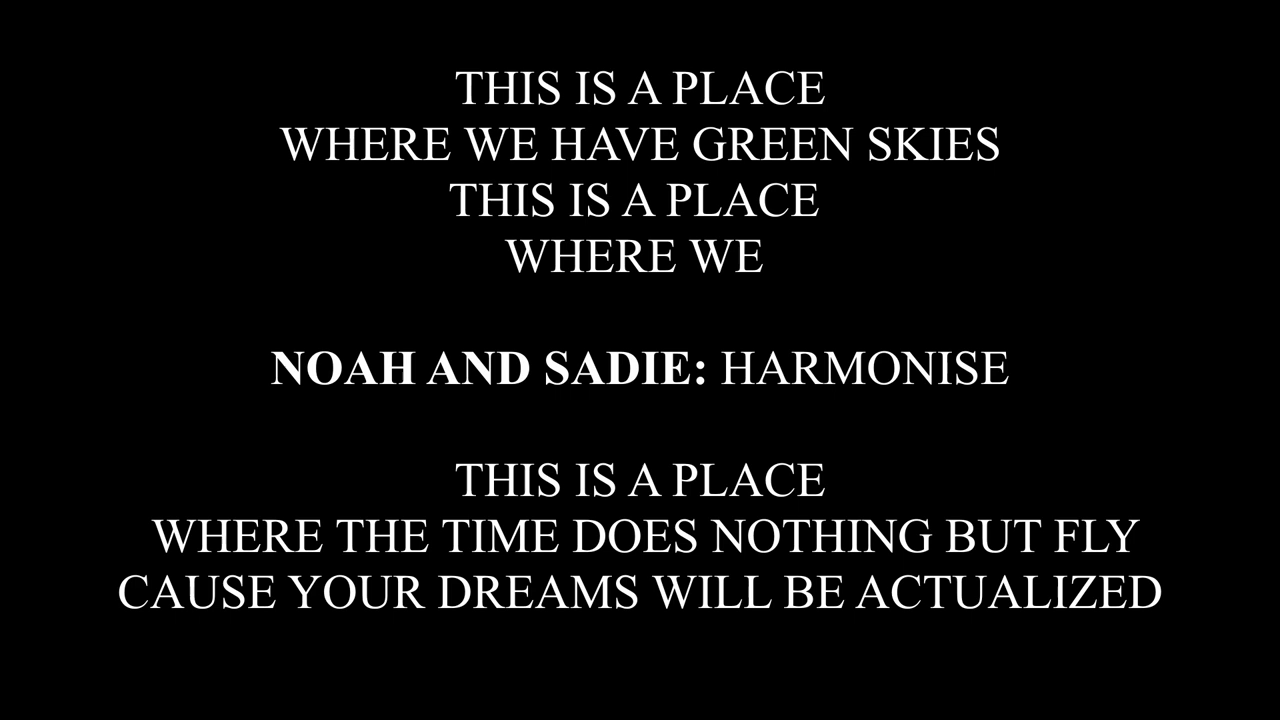 THIS IS A PLACE
WHERE WE HAVE GREEN SKIES
THIS IS A PLACE
WHERE WE
NOAH AND SADIE: HARMONISE
THIS IS A PLACE
WHERE THE TIME DOES NOTHING BUT FLY
CAUSE YOUR DREAMS WILL BE ACTUALIZED